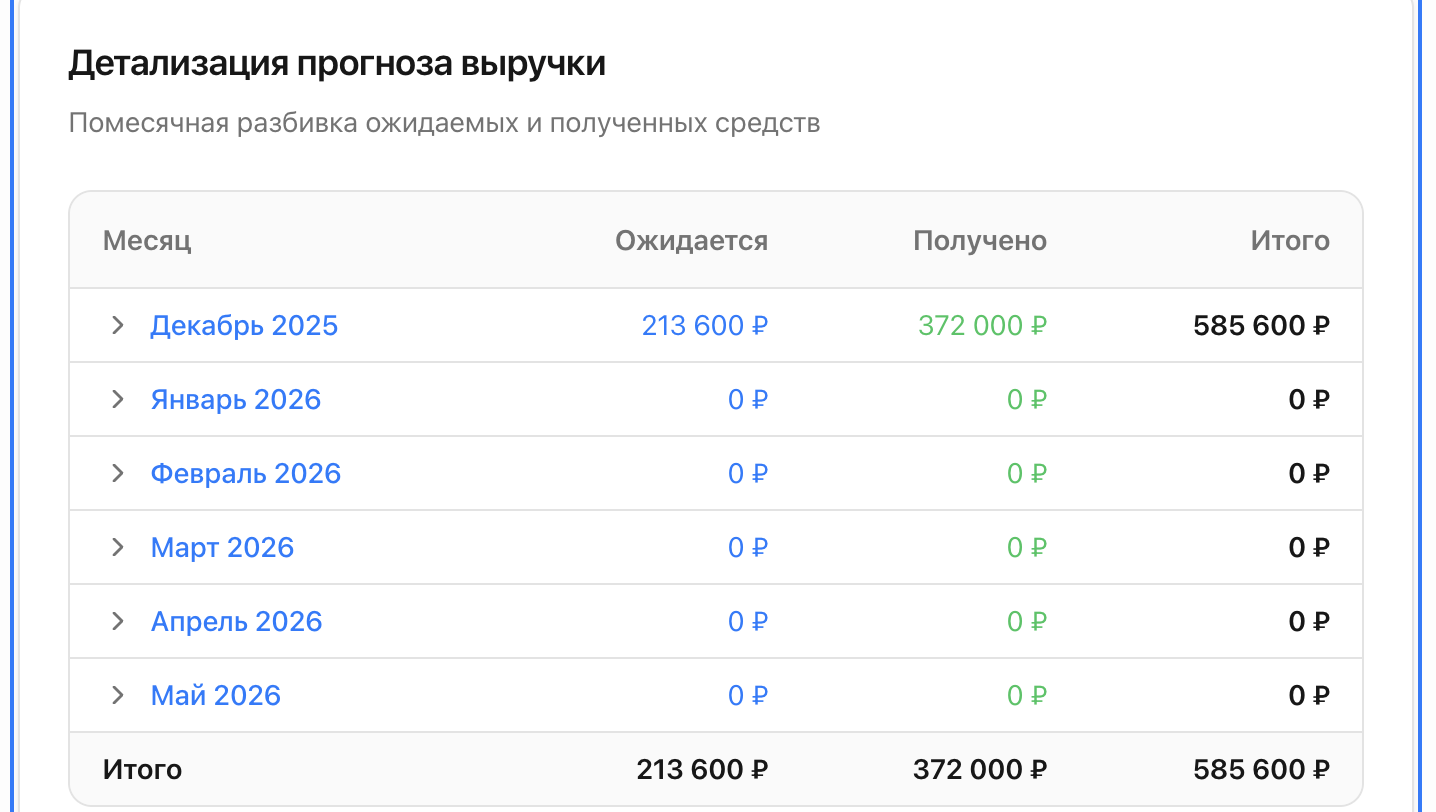 Детализация прогноза выручки
Помесячная разбивка ожидаемых и полученных средств
Месяц Ожидается Получено Итого
Декабрь 2025 213 600 ₽ 372 000 ₽ 585 600 ₽
Январь 2026 0 ₽ 0 ₽ 0 ₽
Февраль 2026 0 ₽ 0 ₽ 0 ₽
Март 2026 0 ₽ 0 ₽ 0 ₽
Апрель 2026 0 ₽ 0 ₽ 0 ₽
Май 2026 0 ₽ 0 ₽ 0 ₽
Итого 213 600 ₽ 372 000 ₽ 585 600 ₽